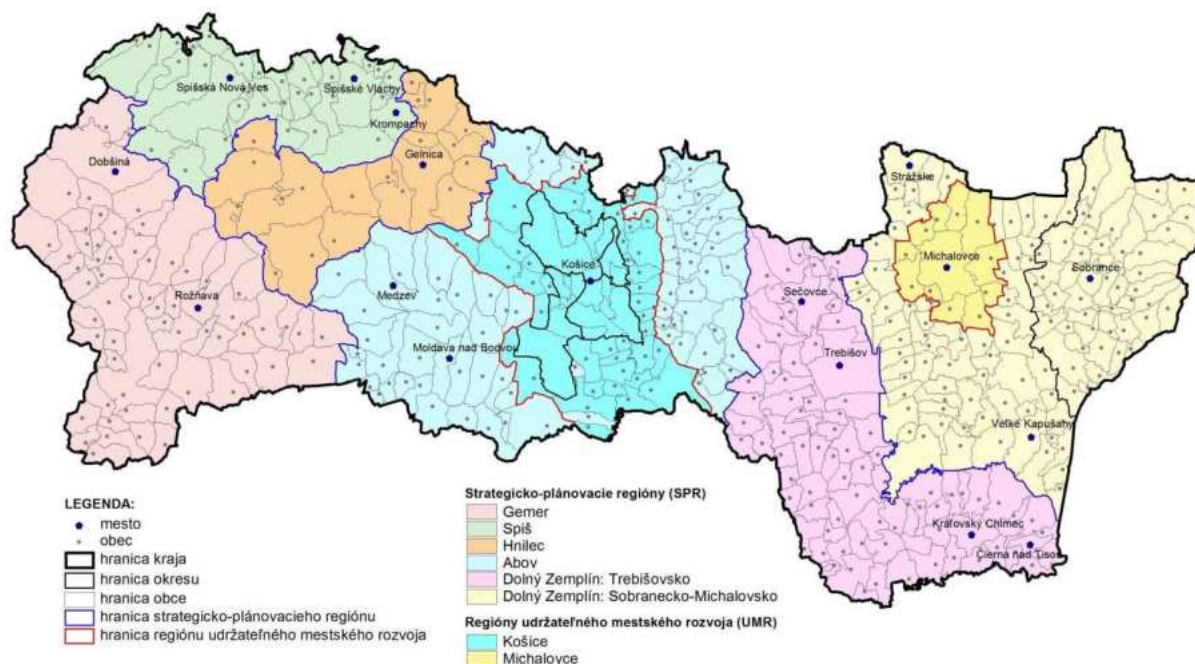 Spišská Nová Ves
Spišské Vlachy
Krompachy
Dobšiná
Gelnica
Strážske
Košice
Michalovce
Sobrance
Medzev
Sečovce
Rožňava
Moldava nad Bodvou
Trebišov
Veľké Kapušany
Kráľovský Chlmec
Čierna nad Tisou
LEGENDA:
mesto
obec
hranica kraja
hranica okresu
hranica obce
hranica strategicko-plánovacieho regiónu
hranica regiónu udržateľného mestského rozvoja
Strategicko-plánovacie regióny (SPR)
Gemer
Spiš
Hnilec
Abov
Dolný Zemplín: Trebišovsko
Dolný Zemplín: Sobranecko-Michalovsko
Regióny udržateľného mestského rozvoja (UMR)
Košice
Michalovce